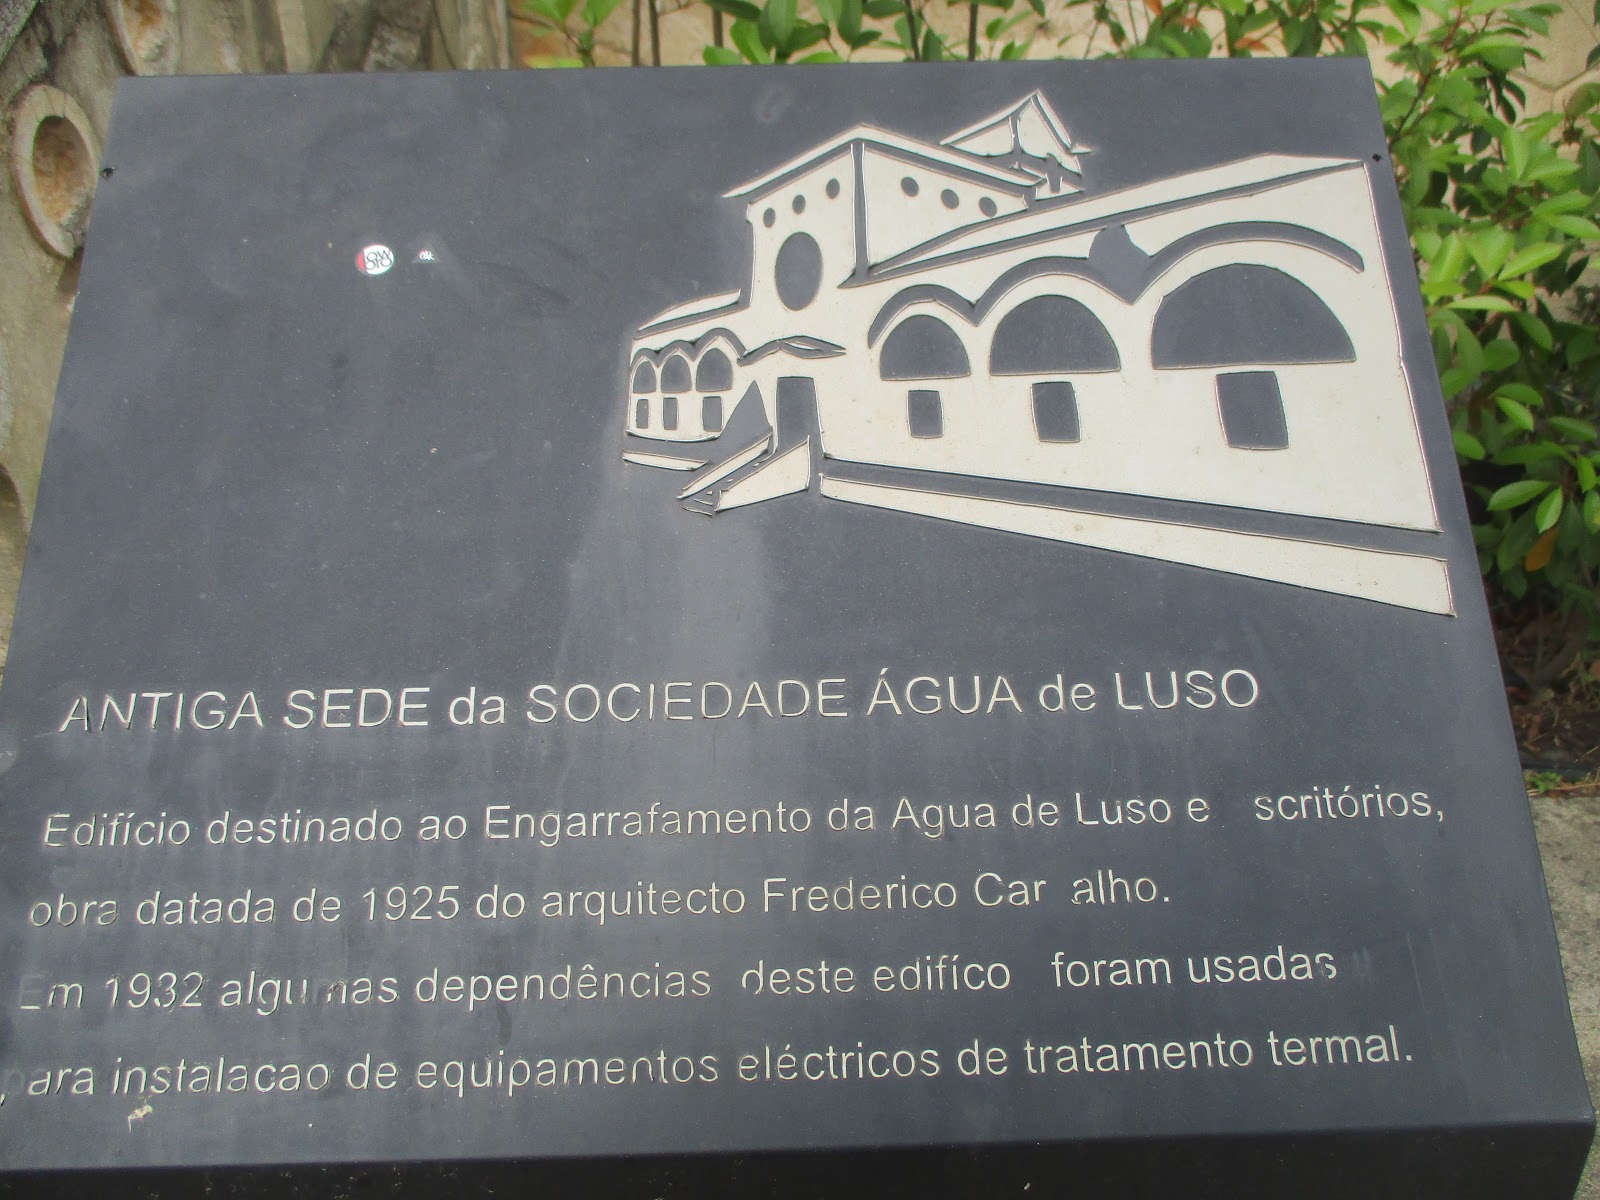 ANTIGA SEDE da SOCIEDADE ÁGUA de LUSO
Edifício destinado ao Engarrafamento da Agua de Luso e scritórios,
obra datada de 1925 do arquitecto Frederico Car alho.
Em 1932 algu nas dependências deste edifíco foram usadas
para instalacao de equipamentos eléctricos de tratamento termal.